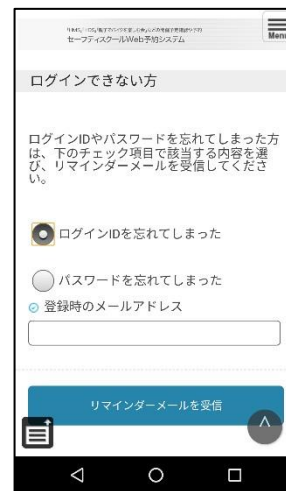 セーフティスクールWeb予約システム
Menu
ログインできない方
ログインIDやパスワードを忘れてしまった方
は、下のチェック項目で該当する内容を選
び、リマインダーメールを受信してくださ
い。
ログインIDを忘れてしまった
パスワードを忘れてしまった
登録時のメールアドレス
リマインダーメールを受信